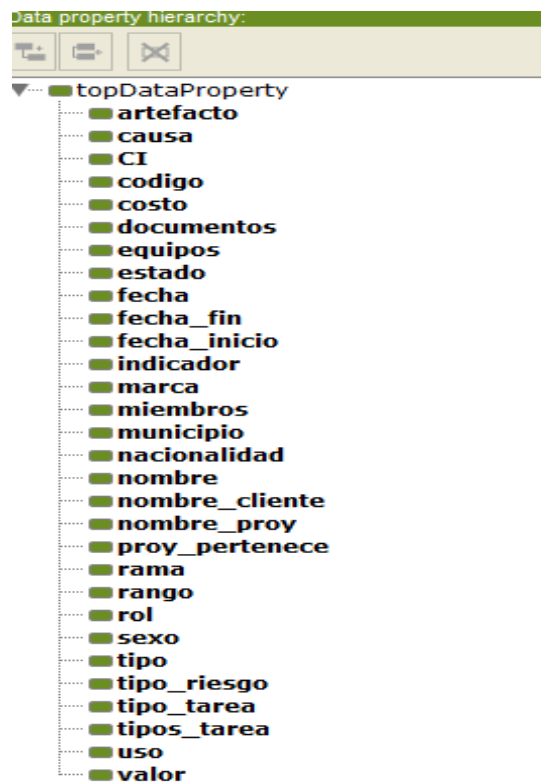 Data property hierarchy:
topDataProperty
artefacto
causa
CI
codigo
costo
documentos
equipos
estado
fecha
fecha_fin
fecha_inicio
indicador
marca
miembros
municipio
nacionalidad
nombre
nombre_cliente
nombre_proy
proy_pertenece
rama
rango
rol
sexo
tipo
tipo_riesgo
tipo_tarea
tipos_tarea
uso
valor